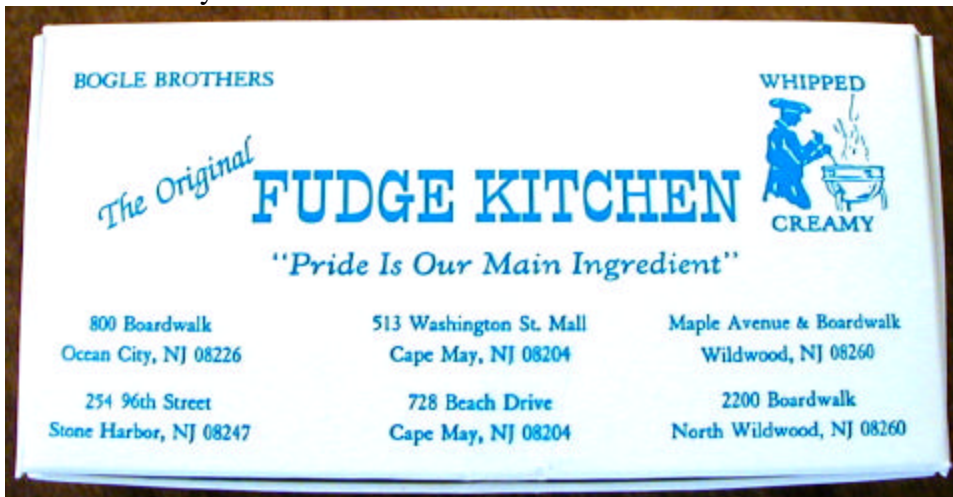 BOGLE BROTHERS
WHIPPED
The Original
FUDGE KITCHEN
CREAMY
"Pride Is Our Main Ingredient"
800 Boardwalk
Ocean City, NJ 08226
513 Washington St. Mall
Cape May, NJ 08204
Maple Avenue & Boardwalk
Wildwood, NJ 08260
254 96th Street
Stone Harbor, NJ 08247
728 Beach Drive
Cape May, NJ 08204
2200 Boardwalk
North Wildwood, NJ 08260